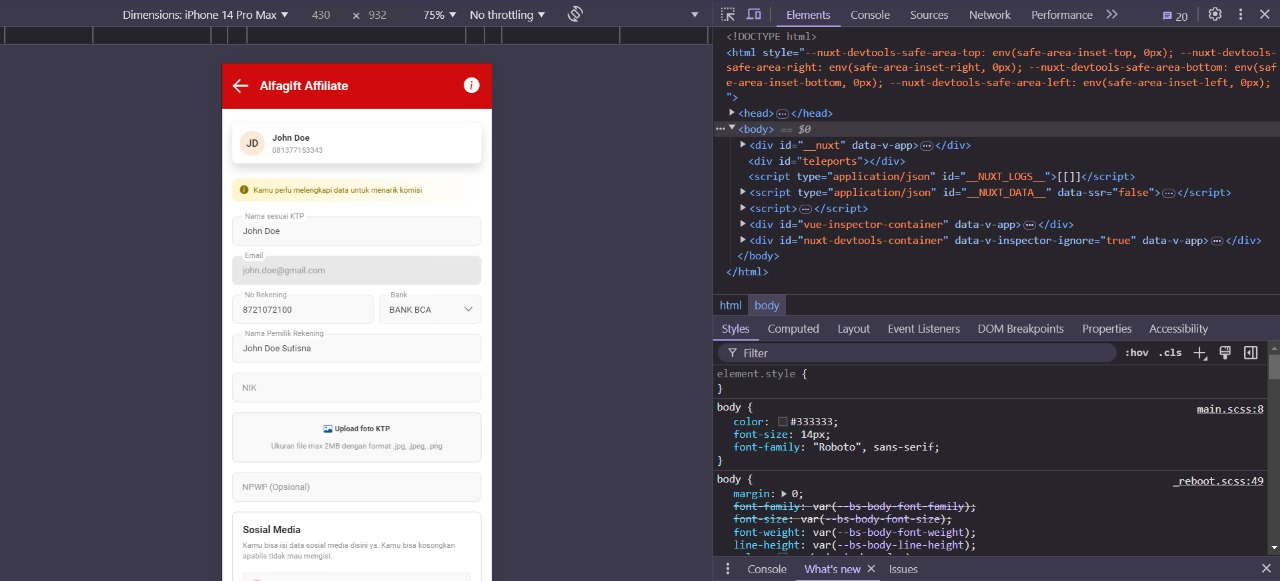 Dimensions: iPhone 14 Pro Max ▼ 430 × 932 75% ▼ No throttling ▼
Elements Console Sources Network Performance 20
Alfagift Affiliate
JD
John Doe
081377153343
Kamu perlu melengkapi data untuk menarik komisi
Nama sesuai KTP
John Doe
Email
john.doe@gmail.com
No Rekening
8721072100
Bank
BANK BCA
Nama Pemilik Rekening
John Doe Sutisna
NIK
Upload foto KTP
Ukuran file max 2MB dengan format .jpg, .jpeg, .png
NPWP (Opsional)
Sosial Media
Kamu bisa isi data sosial media disini ya. Kamu bisa kosongkan
apabila tidak mau mengisi.
<!DOCTYPE html>
<html style="--nuxt-devtools-safe-area-top: env(safe-area-inset-top, 0px); --nuxt-devtools-
safe-area-right: env(safe-area-inset-right, 0px); --nuxt-devtools-safe-area-bottom: env(saf
e-area-inset-bottom, 0px); --nuxt-devtools-safe-area-left: env(safe-area-inset-left, 0px);
">
<head>…</head>
<body> == $0
<div id="__nuxt" data-v-app>…</div>
<div id="teleports"></div>
<script type="application/json" id="__NUXT_LOGS__">[[]]</script>
<script type="application/json" id="__NUXT_DATA__" data-ssr="false">…</script>
<script>…</script>
<div id="vue-inspector-container" data-v-app>…</div>
<div id="nuxt-devtools-container" data-v-inspector-ignore="true" data-v-app>…</div>
</body>
</html>
html body
Styles Computed Layout Event Listeners DOM Breakpoints Properties Accessibility
Filter :hov .cls
element.style {
}
body { main.scss:8
color: #333333;
font-size: 14px;
font-family: "Roboto", sans-serif;
}
body { _reboot.scss:49
margin: 0;
font-family: var(--bs-body-font-family);
font-size: var(--bs-body-font-size);
font-weight: var(--bs-body-font-weight);
line-height: var(--bs-body-line-height);
Console What's new Issues